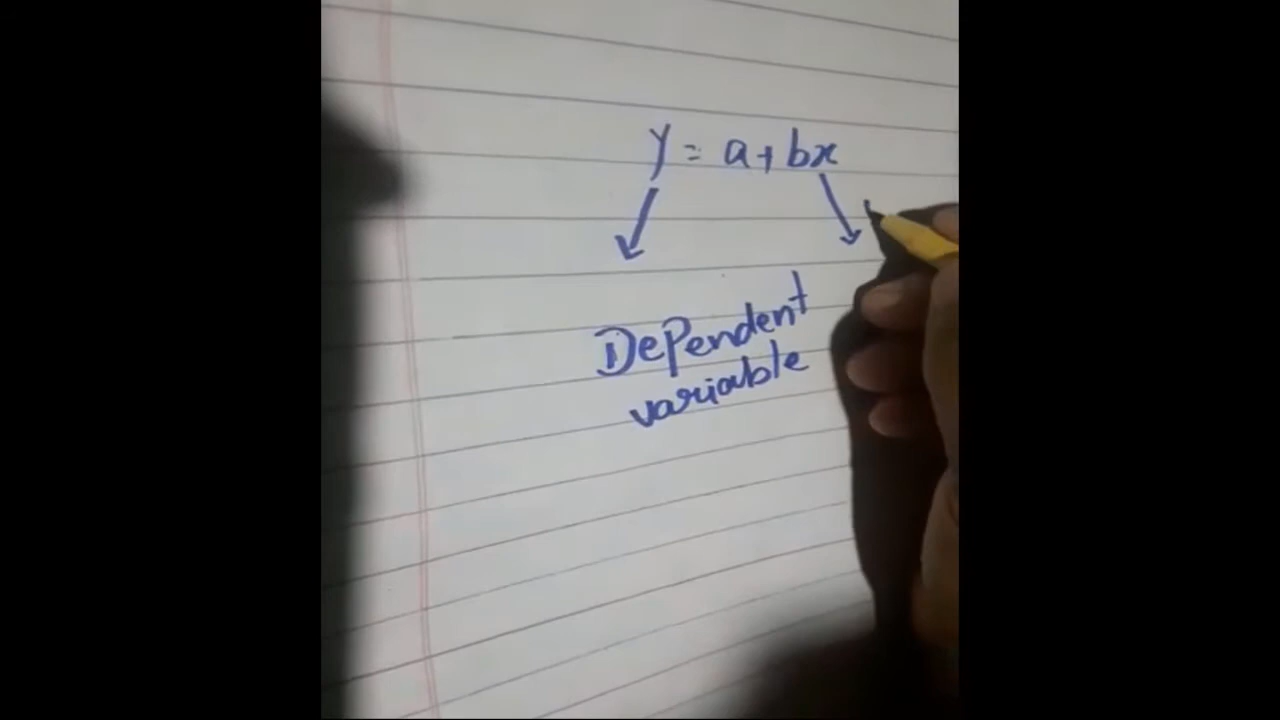 y = a + bx
Dependent
variable